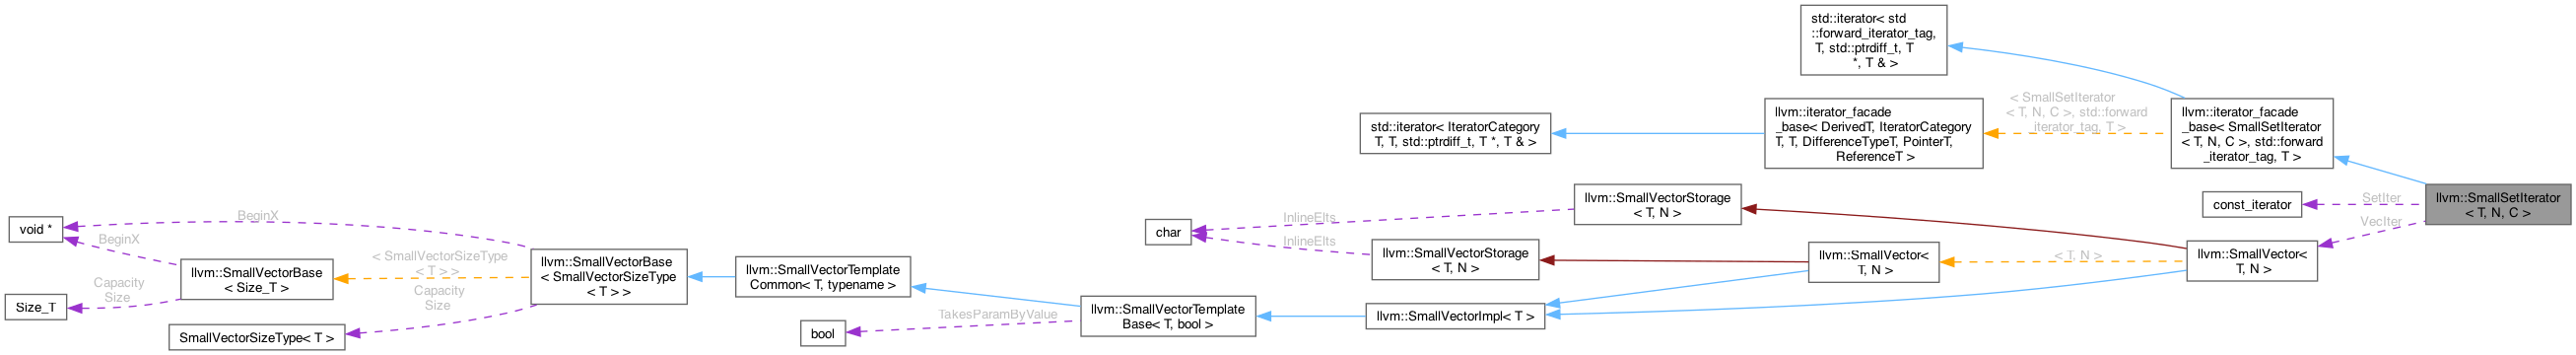 std::iterator< std
::forward_iterator_tag,
T, std::ptrdiff_t, T
*, T & >
llvm::iterator_facade
_base< DerivedT, IteratorCategory
T, T, DifferenceTypeT, PointerT,
ReferenceT >
< SmallSetIterator
< T, N, C >, std::forward
_iterator_tag, T >
llvm::iterator_facade
_base< SmallSetIterator
< T, N, C >, std::forward
_iterator_tag, T >
std::iterator< IteratorCategory
T, T, std::ptrdiff_t, T *, T & >
llvm::SmallSetIterator
< T, N, C >
SetIter
const_iterator
VecIter
llvm::SmallVectorStorage
< T, N >
InlineElts
char
InlineElts
llvm::SmallVectorStorage
< T, N >
llvm::SmallVector<
T, N >
< T, N >
llvm::SmallVector<
T, N >
void *
BeginX
BeginX
llvm::SmallVectorBase
< Size_T >
< SmallVectorSizeType
< T > >
llvm::SmallVectorBase
< SmallVectorSizeType
< T > >
llvm::SmallVectorTemplate
Common< T, typename >
Capacity
Size
Size_T
Capacity
Size
SmallVectorSizeType< T >
TakesParamByValue
bool
llvm::SmallVectorTemplate
Base< T, bool >
llvm::SmallVectorImpl< T >